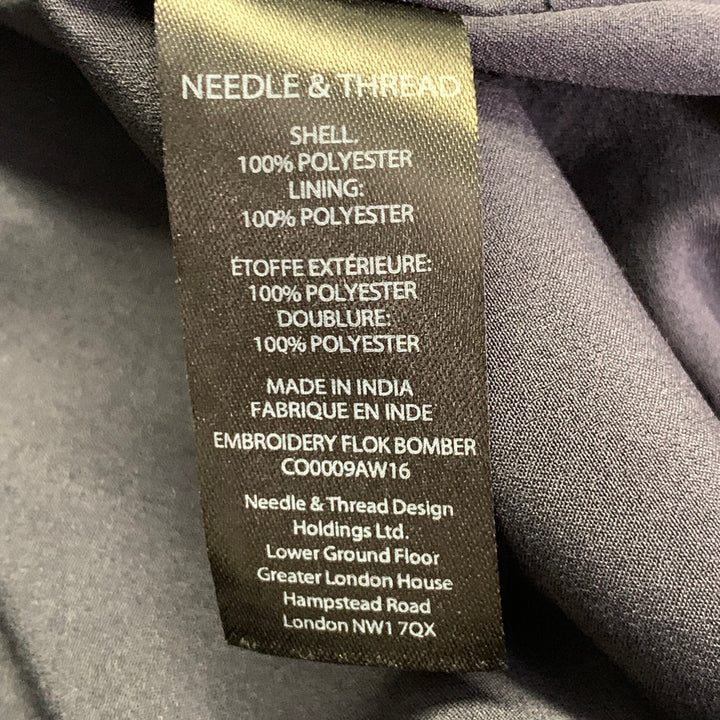 NEEDLE & THREAD
SHELL.
100% POLYESTER
LINING:
100% POLYESTER
ÉTOFFE EXTÉRIEURE:
100% POLYESTER
DOUBLURE:
100% POLYESTER
MADE IN INDIA
FABRIQUE EN INDE
EMBROIDERY FLOK BOMBER
CO0009AW16
Needle & Thread Design
Holdings Ltd.
Lower Ground Floor
Greater London House
Hampstead Road
London NW1 7QX